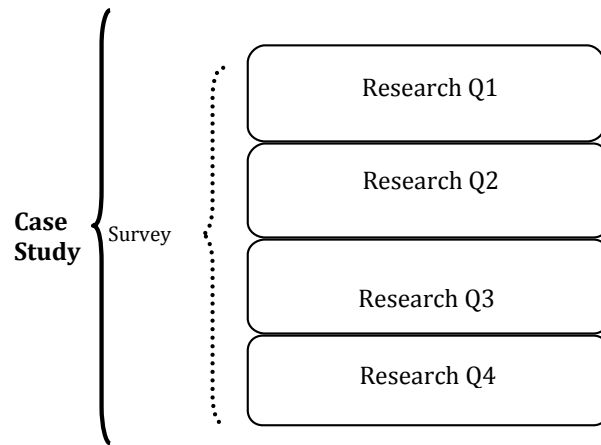 Case
Study
Survey
Research Q1
Research Q2
Research Q3
Research Q4